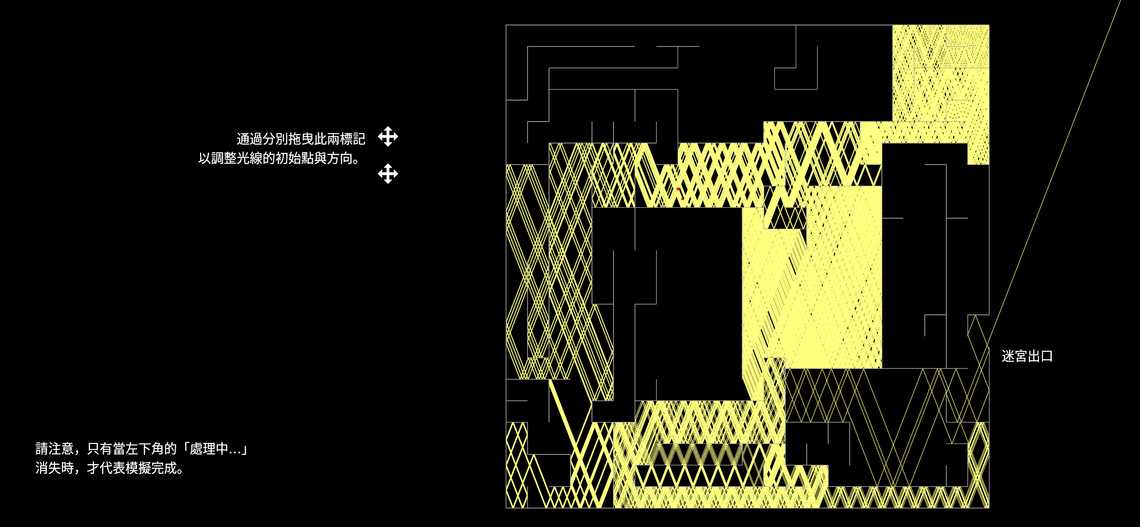 通過分別拖曳此兩標記
以調整光線的初始點與方向。
迷宮出口
請注意，只有當左下角的「處理中...」
消失時，才代表模擬完成。